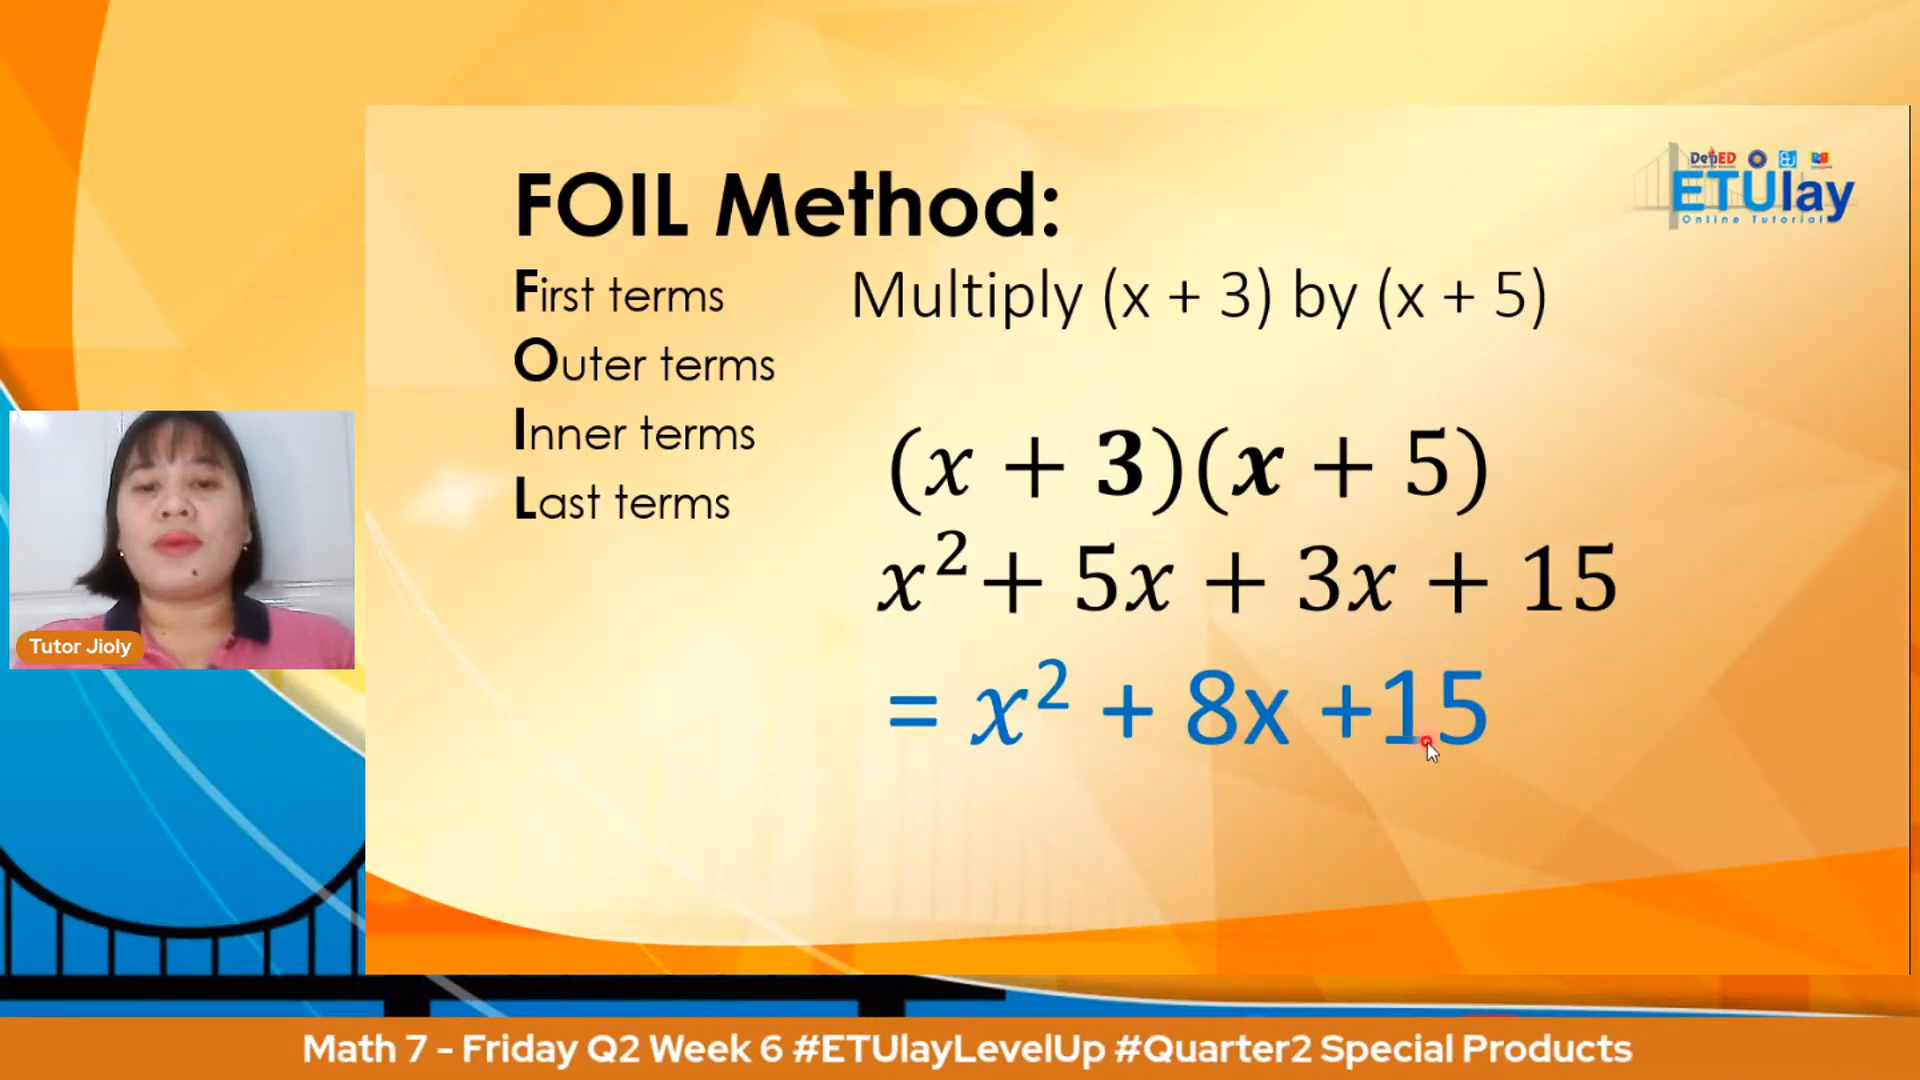 DepED
ETUlay
Online Tutorial
FOIL Method:
First terms
Outer terms
Inner terms
Last terms
Multiply (x + 3) by (x + 5)
(x + 3)(x + 5)
x² + 5x + 3x + 15
= x² + 8x +15
Tutor Jioly
Math 7 - Friday Q2 Week 6 #ETUlayLevelUp #Quarter2 Special Products